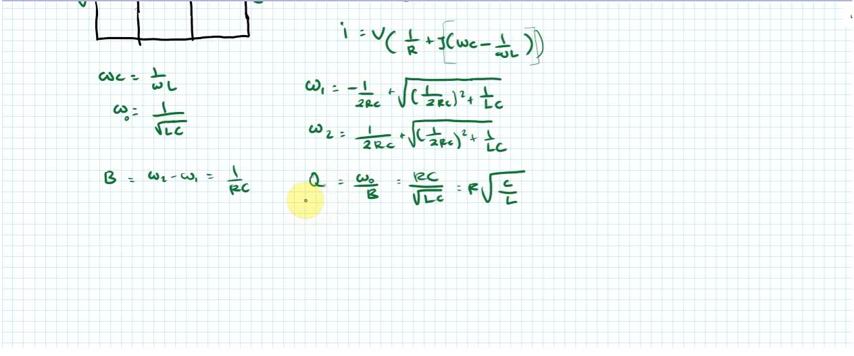 i = V(1/R + j[(ωC - 1/ωL)])
ωC = 1/ωL
ω₁ = -1/2RC + √((1/2RC)² + 1/LC)
ω₀ = 1/√LC
ω₂ = 1/2RC + √((1/2RC)² + 1/LC)
B = ω₂ - ω₁ = 1/RC
Q = ω₀/B = RC/√LC = R√(C/L)